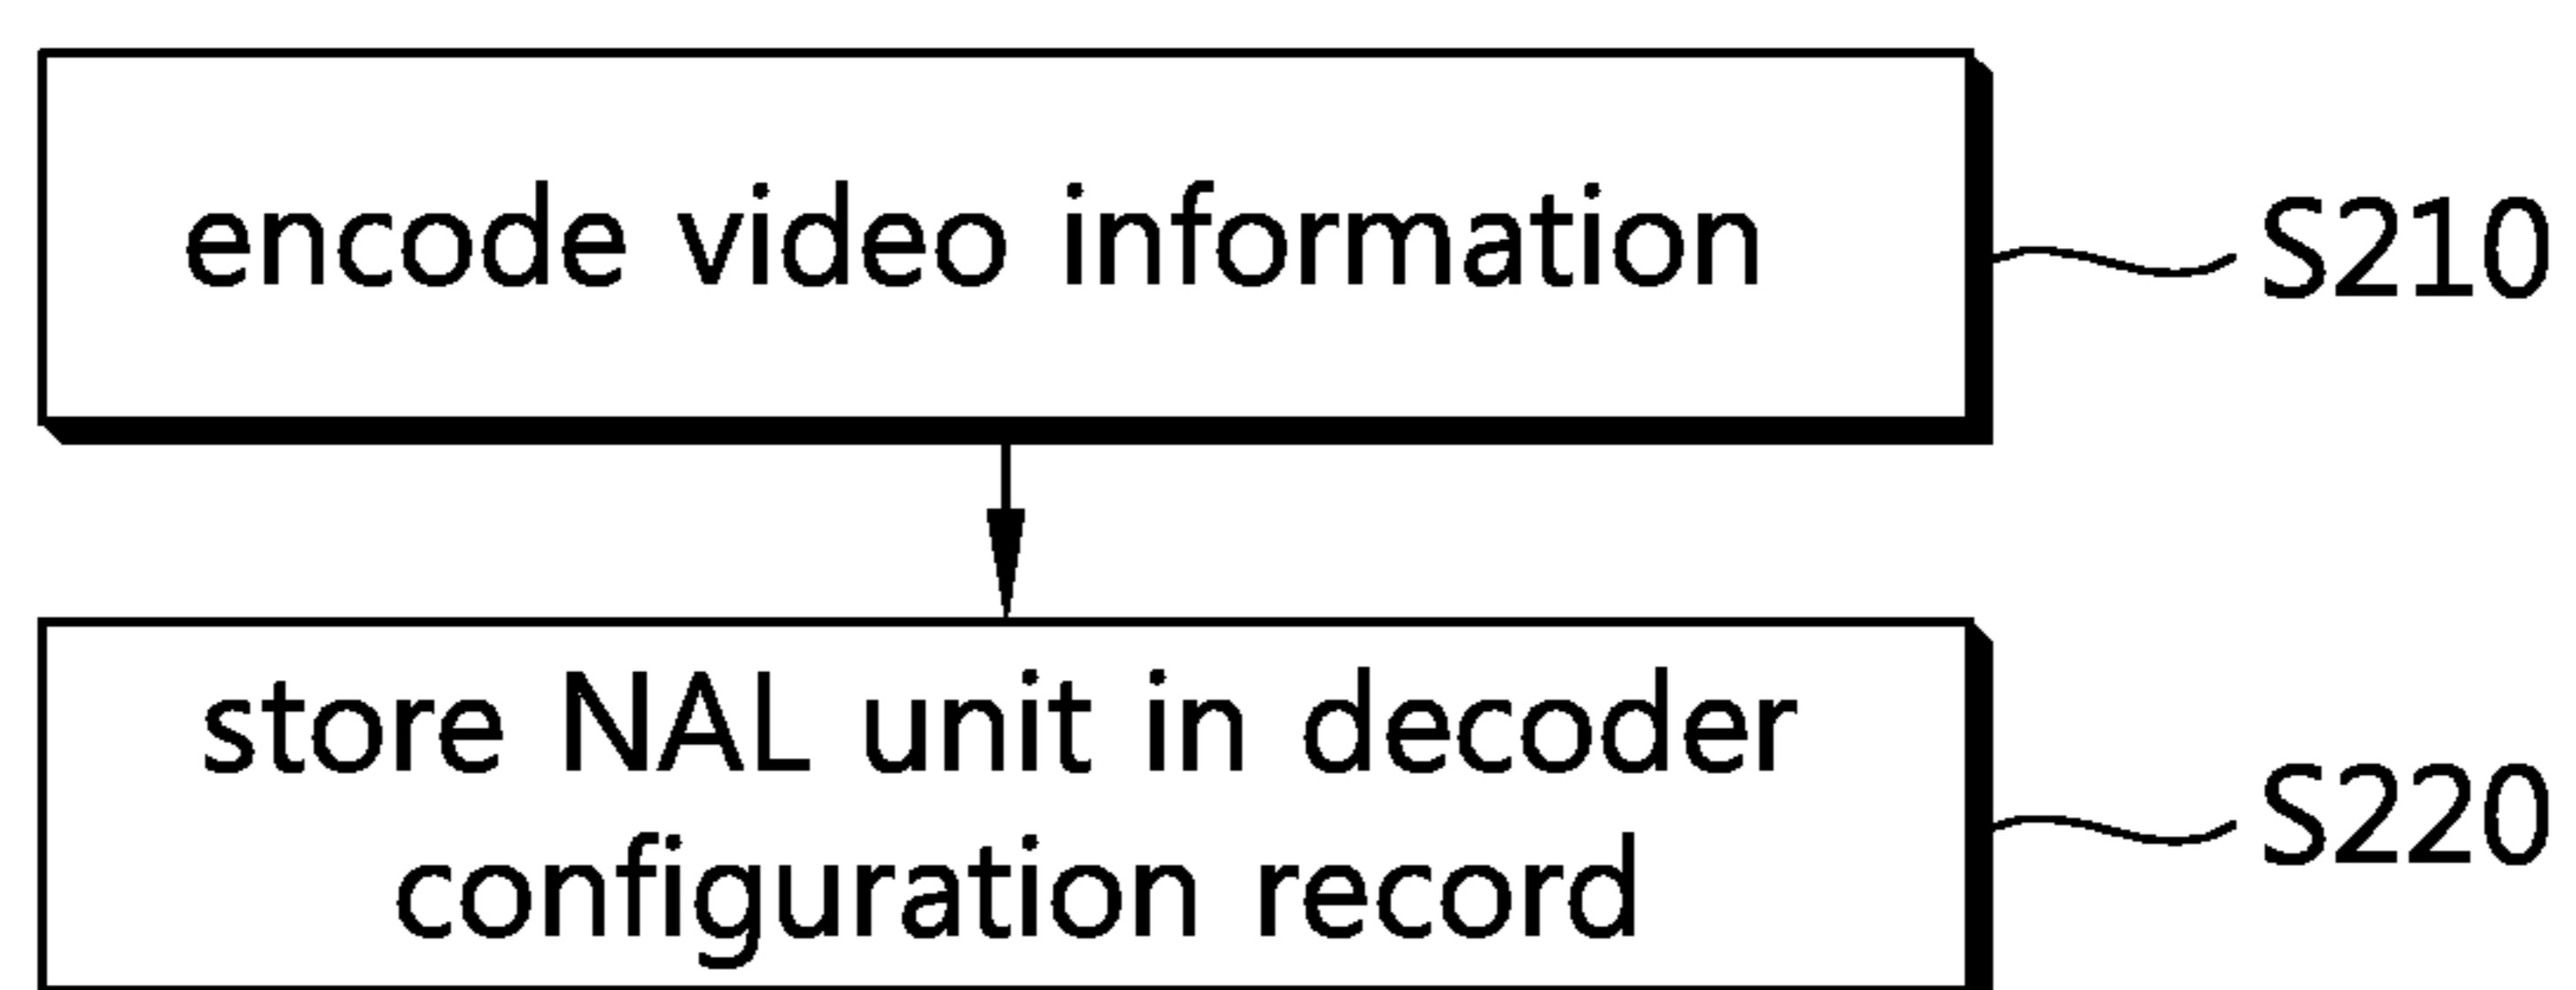 encode video information
S210
store NAL unit in decoder
configuration record
S220